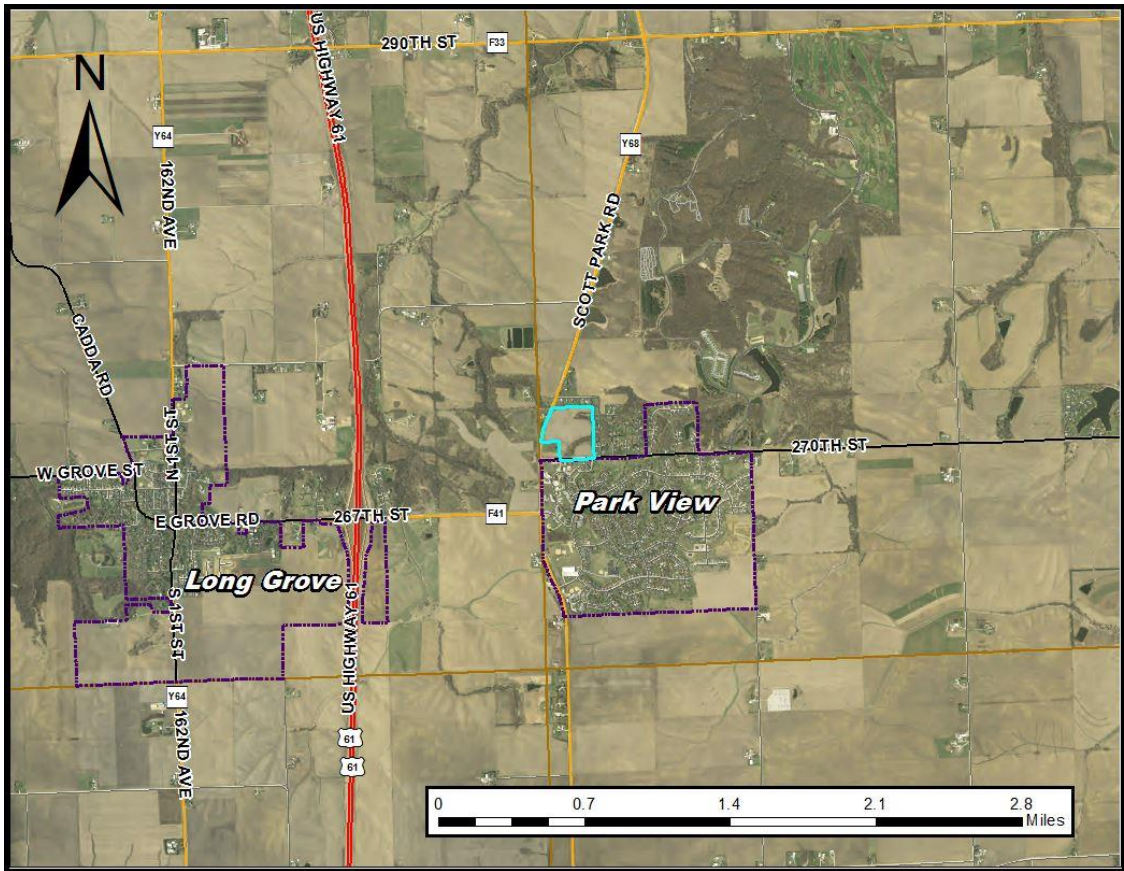 290TH ST
F33
US HIGHWAY 61
N
Y64
162ND AVE
Y68
SCOTT PARK RD
CADDA RD
N 1ST ST
W GROVE ST
270TH ST
Park View
E GROVE RD
267TH ST
F41
Long Grove
S 1ST ST
US HIGHWAY 61
Y64
162ND AVE
61
61
0 0.7 1.4 2.1 2.8
Miles